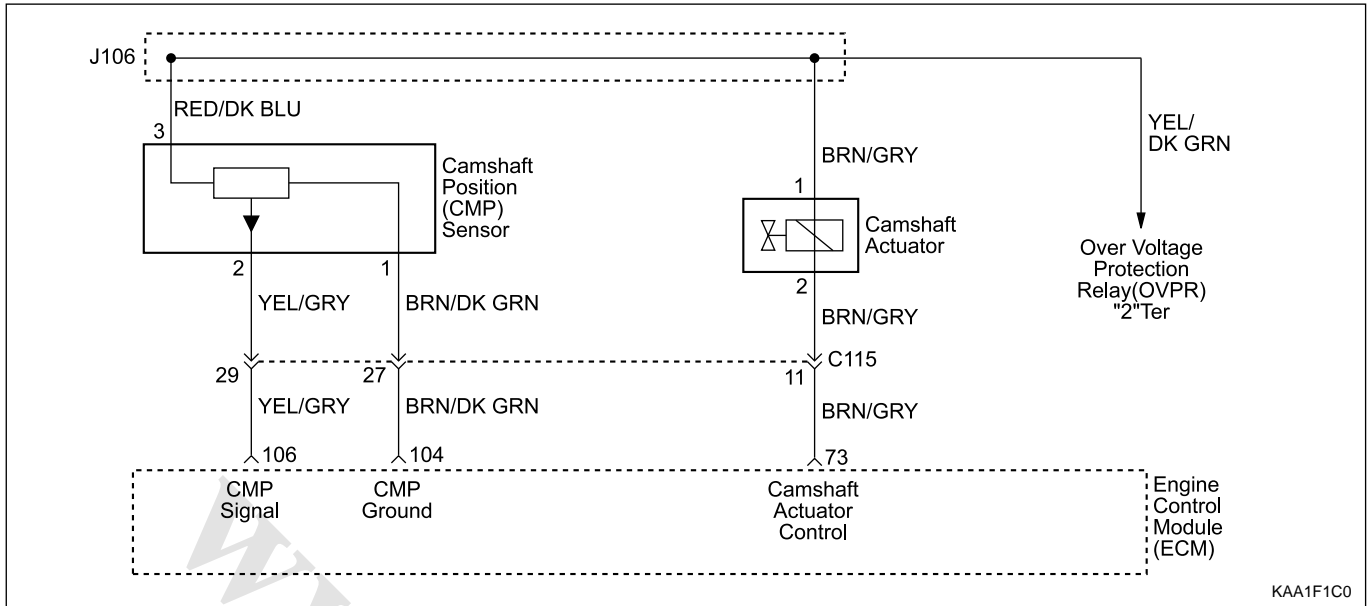 J106
RED/DK BLU
3
Camshaft
Position
(CMP)
Sensor
2
1
YEL/GRY
BRN/DK GRN
29
27
YEL/GRY
BRN/DK GRN
106
104
CMP
Signal
CMP
Ground
BRN/GRY
1
Camshaft
Actuator
2
BRN/GRY
C115
11
BRN/GRY
73
Camshaft
Actuator
Control
YEL/
DK GRN
Over Voltage
Protection
Relay(OVPR)
"2"Ter
Engine
Control
Module
(ECM)
KAA1F1C0